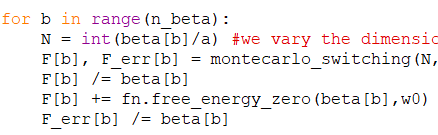 for b in range(n_beta):
    N = int(beta[b]/a) #we vary the dimensic
    F[b], F_err[b] = montecarlo_switching(N,
    F[b] /= beta[b]
    F[b] += fn.free_energy_zero(beta[b],w0)
    F_err[b] /= beta[b]